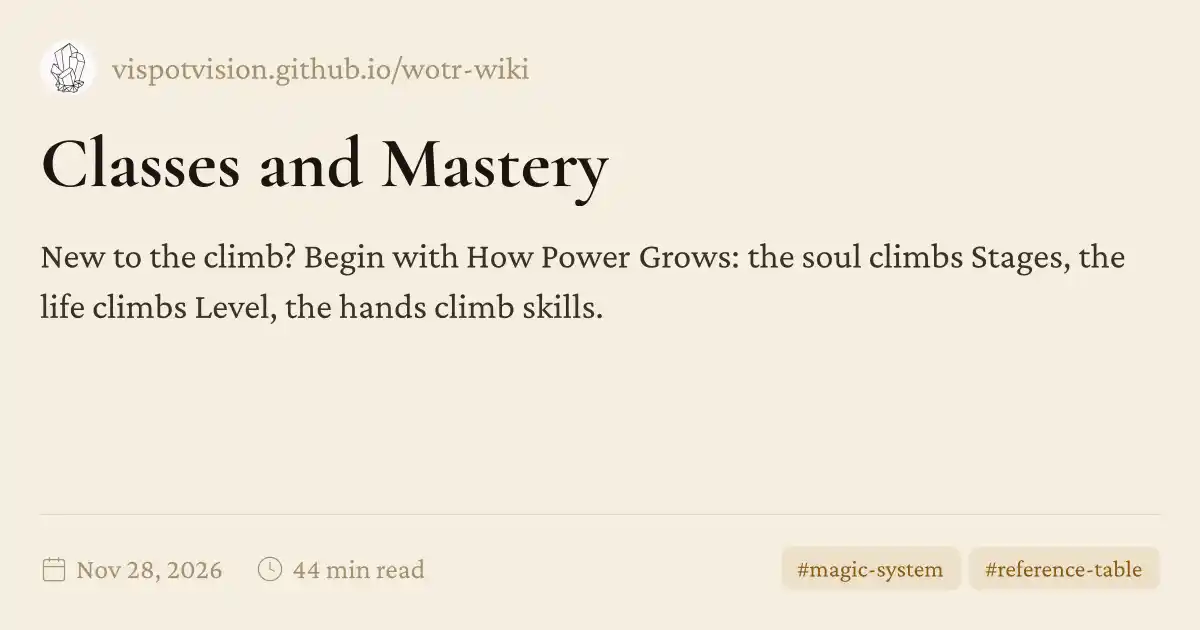 vispotvision.github.io/wotr-wiki
Classes and Mastery
New to the climb? Begin with How Power Grows: the soul climbs Stages, the
life climbs Level, the hands climb skills.
Nov 28, 2026 44 min read #magic-system #reference-table